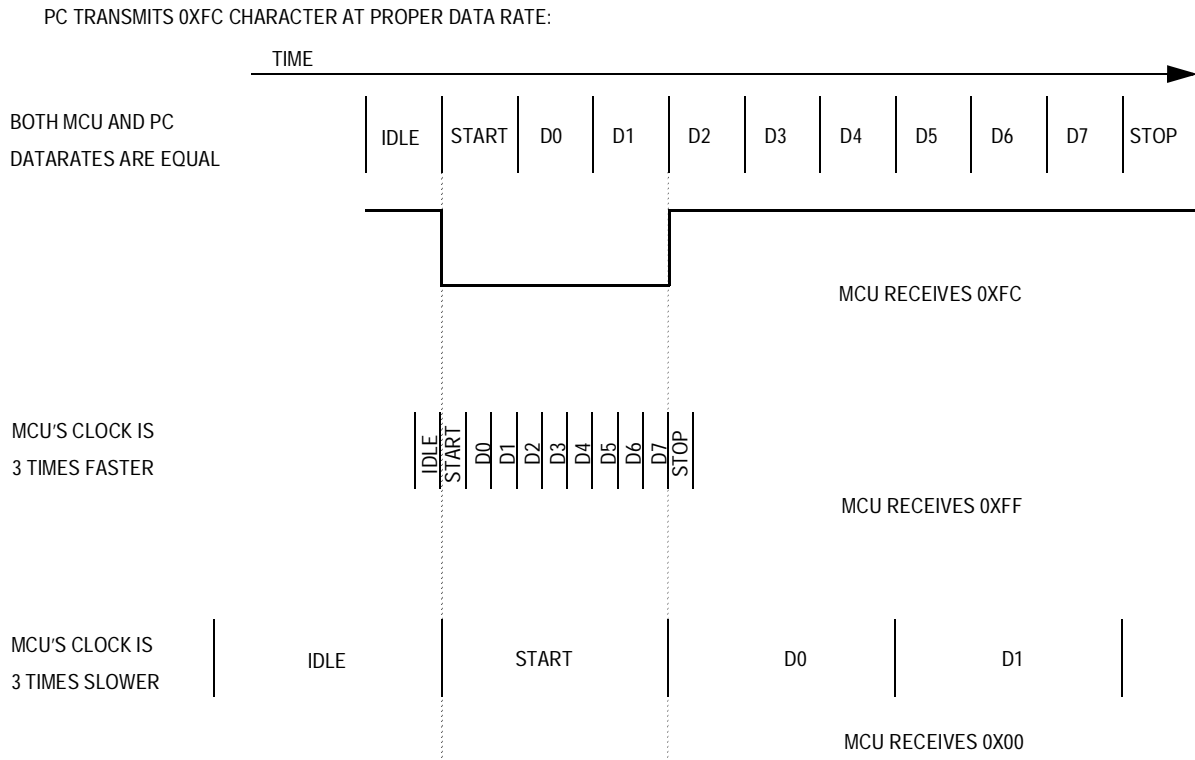 PC TRANSMITS 0XFC CHARACTER AT PROPER DATA RATE:
TIME
BOTH MCU AND PC
DATARATES ARE EQUAL
IDLE START D0 D1 D2 D3 D4 D5 D6 D7 STOP
MCU RECEIVES 0XFC
MCU'S CLOCK IS
3 TIMES FASTER
IDLE START D0 D1 D2 D3 D4 D5 D6 D7 STOP
MCU RECEIVES 0XFF
MCU'S CLOCK IS
3 TIMES SLOWER
IDLE START D0 D1
MCU RECEIVES 0X00